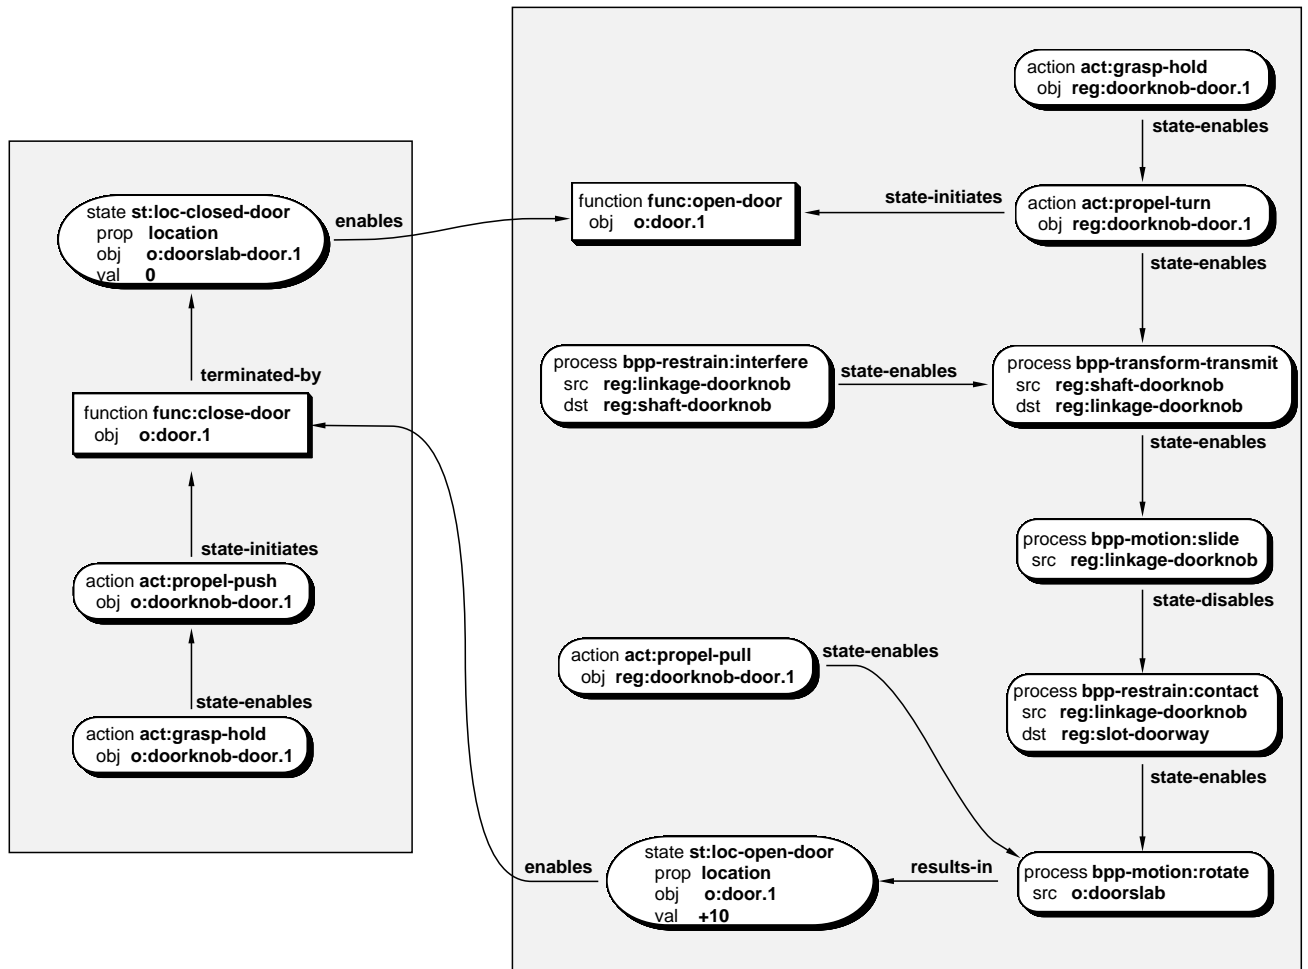 state st:loc-closed-door
prop location
obj o:doorslab-door.1
val 0
enables
terminated-by
function func:close-door
obj o:door.1
state-initiates
action act:propel-push
obj o:doorknob-door.1
state-enables
action act:grasp-hold
obj o:doorknob-door.1
action act:grasp-hold
obj reg:doorknob-door.1
state-enables
function func:open-door
obj o:door.1
state-initiates
action act:propel-turn
obj reg:doorknob-door.1
state-enables
process bpp-restrain:interfere
src reg:linkage-doorknob
dst reg:shaft-doorknob
state-enables
process bpp-transform-transmit
src reg:shaft-doorknob
dst reg:linkage-doorknob
state-enables
process bpp-motion:slide
src reg:linkage-doorknob
state-disables
action act:propel-pull
obj reg:doorknob-door.1
state-enables
process bpp-restrain:contact
src reg:linkage-doorknob
dst reg:slot-doorway
state-enables
enables
state st:loc-open-door
prop location
obj o:door.1
val +10
results-in
process bpp-motion:rotate
src o:doorslab